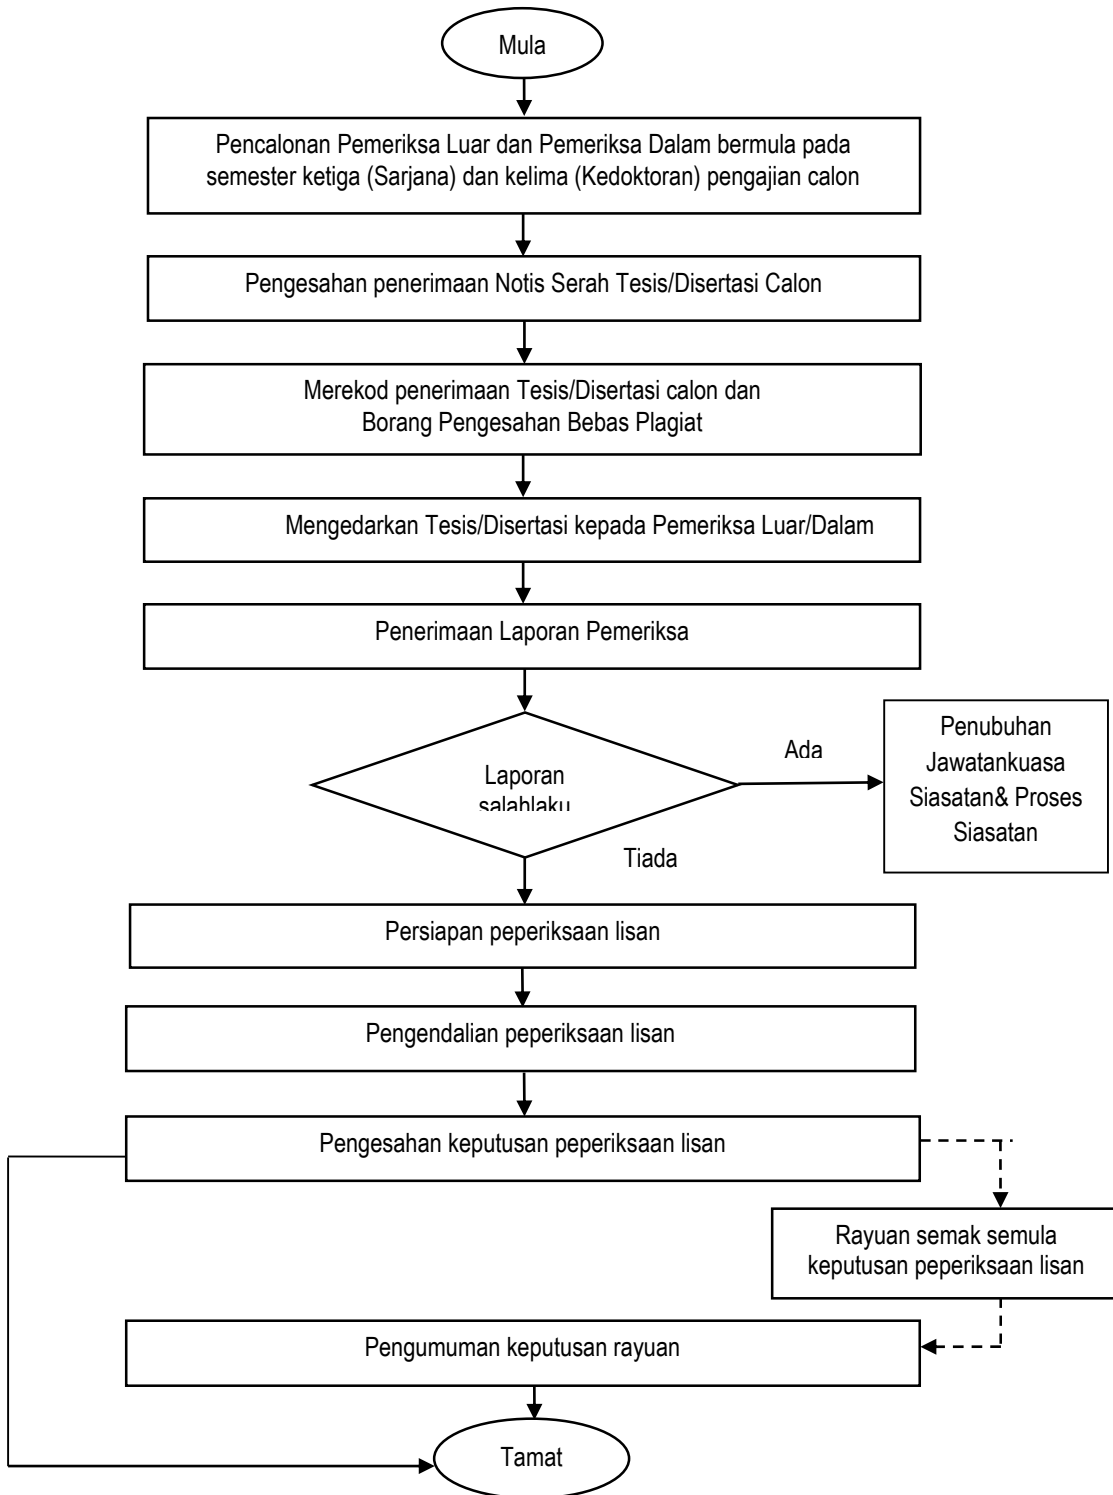 Mula
Pencalonan Pemeriksa Luar dan Pemeriksa Dalam bermula pada
semester ketiga (Sarjana) dan kelima (Kedoktoran) pengajian calon
Pengesahan penerimaan Notis Serah Tesis/Disertasi Calon
Merekod penerimaan Tesis/Disertasi calon dan
Borang Pengesahan Bebas Plagiat
Mengedarkan Tesis/Disertasi kepada Pemeriksa Luar/Dalam
Penerimaan Laporan Pemeriksa
Laporan
salahlaku
Ada
Penubuhan
Jawatankuasa
Siasatan& Proses
Siasatan
Tiada
Persiapan peperiksaan lisan
Pengendalian peperiksaan lisan
Pengesahan keputusan peperiksaan lisan
Rayuan semak semula
keputusan peperiksaan lisan
Pengumuman keputusan rayuan
Tamat